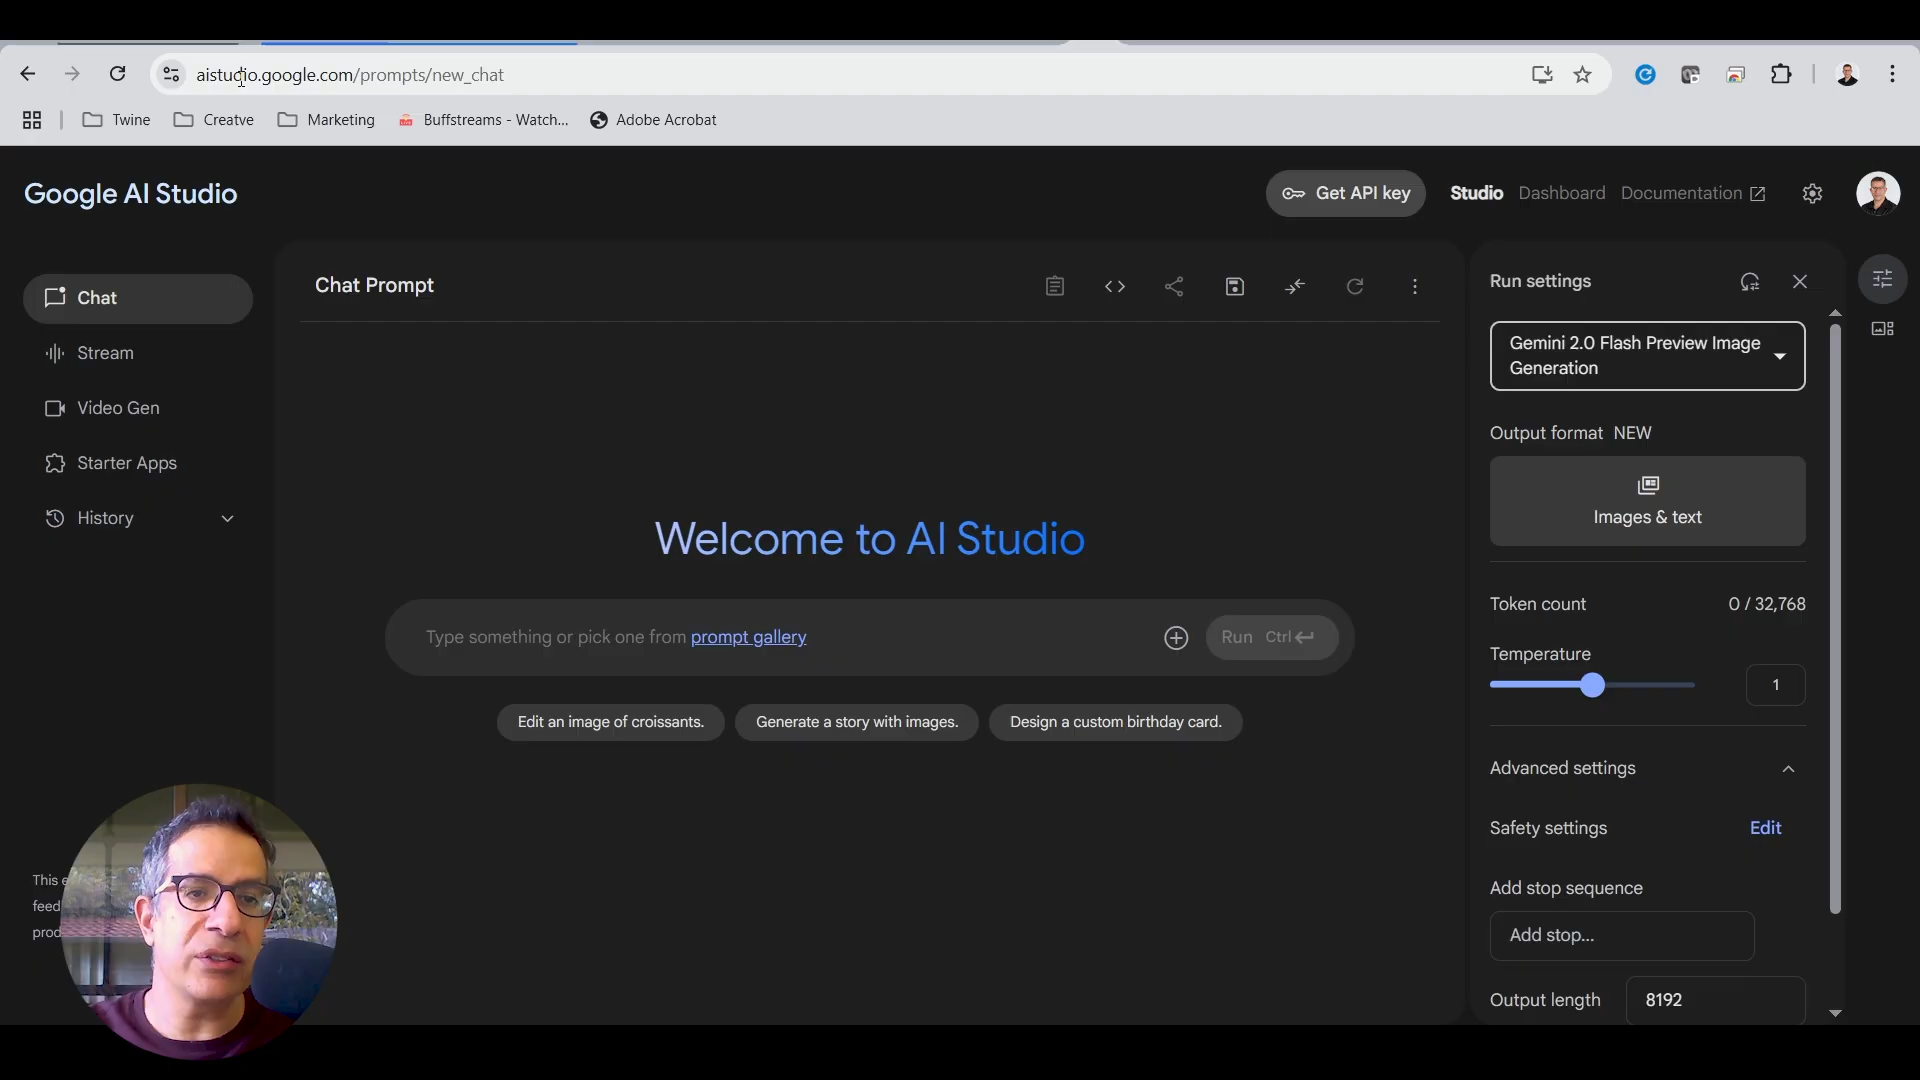 aistudio.google.com/prompts/new_chat
Twine
Creatve
Marketing
Buffstreams - Watch...
Adobe Acrobat
Google AI Studio
Get API key
Studio
Dashboard
Documentation
Chat
Stream
Video Gen
Starter Apps
History
This
feed
prod
Chat Prompt
Welcome to AI Studio
Type something or pick one from prompt gallery
Run Ctrl
Edit an image of croissants.
Generate a story with images.
Design a custom birthday card.
Run settings
Gemini 2.0 Flash Preview Image
Generation
Output format NEW
Images & text
Token count 0 / 32,768
Temperature
1
Advanced settings
Safety settings Edit
Add stop sequence
Add stop...
Output length 8192